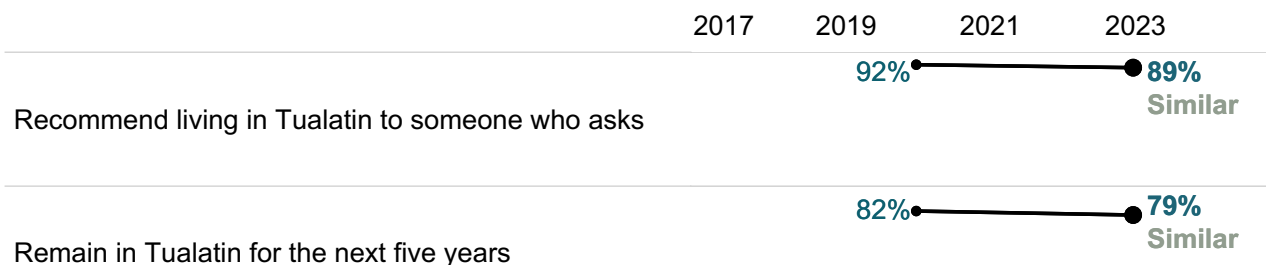 2017 2019 2021 2023
92% 89%
Similar
Recommend living in Tualatin to someone who asks
82% 79%
Similar
Remain in Tualatin for the next five years